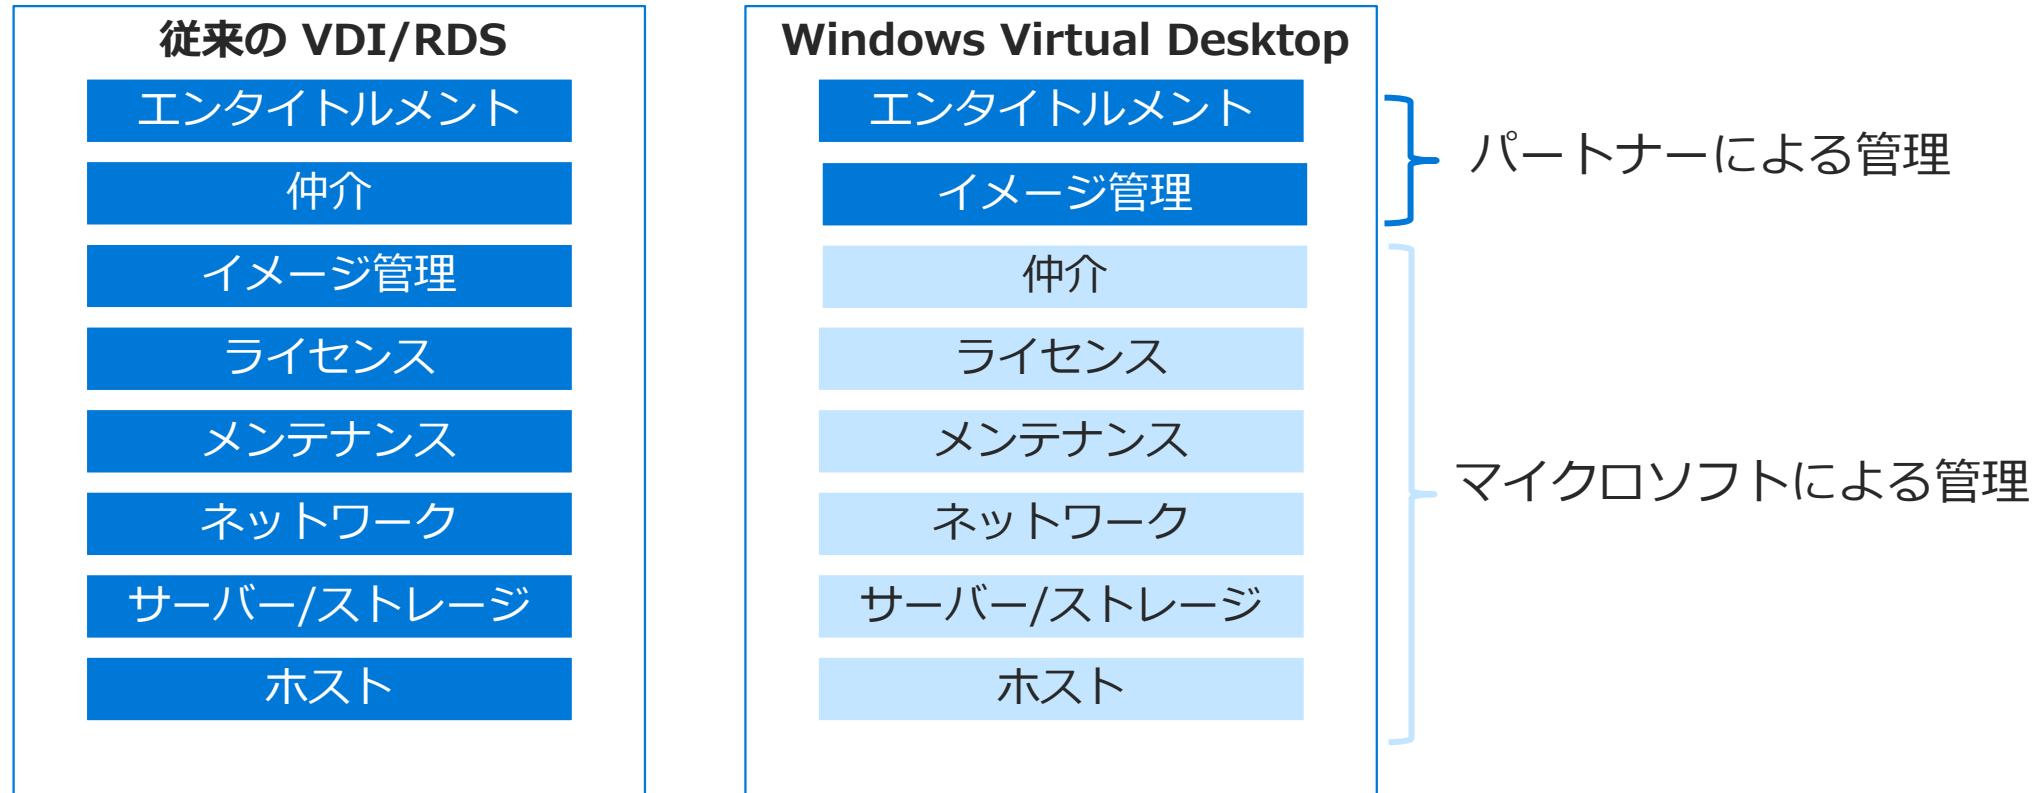 従来の VDI/RDS
エンタイトルメント
仲介
イメージ管理
ライセンス
メンテナンス
ネットワーク
サーバー/ストレージ
ホスト
Windows Virtual Desktop
エンタイトルメント
イメージ管理
仲介
ライセンス
メンテナンス
ネットワーク
サーバー/ストレージ
ホスト
パートナーによる管理
マイクロソフトによる管理